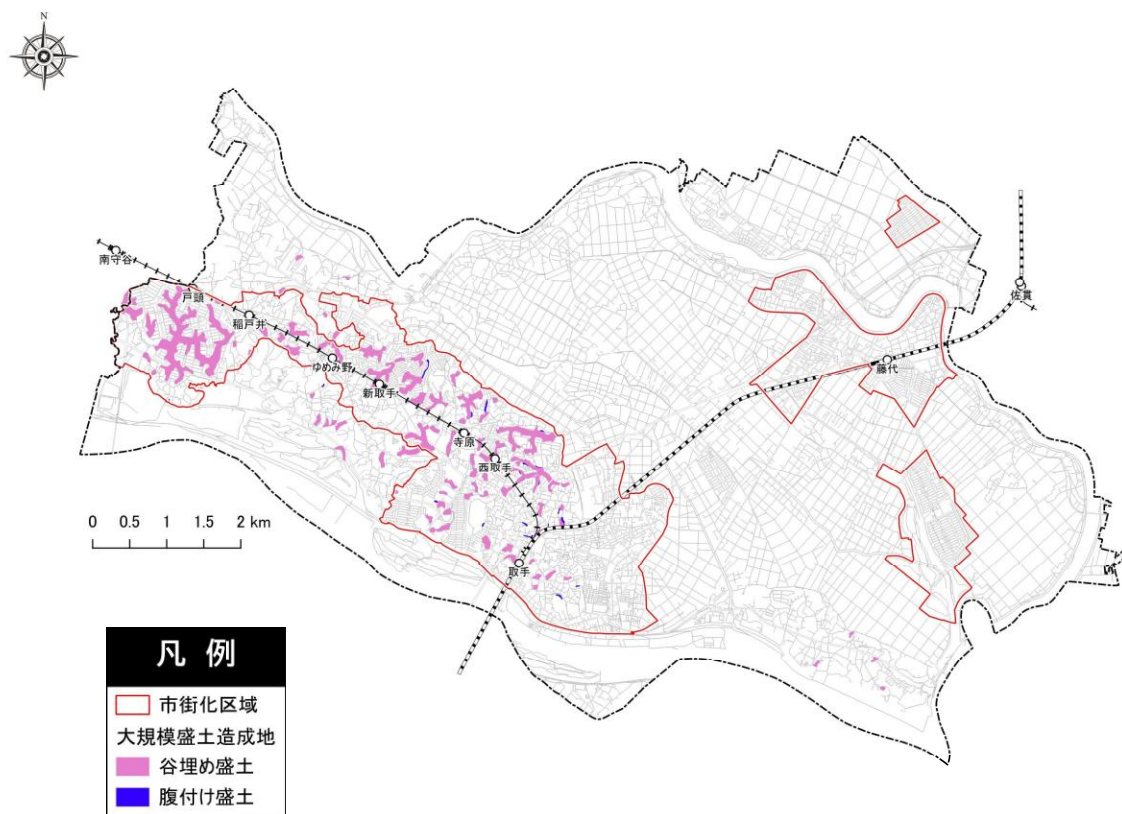 N
南守谷
戸頭
稲戸井
ゆめみ野
新取手
寺原
西取手
取手
藤代
佐貫
0 0.5 1 1.5 2 km
凡例
市街化区域
大規模盛土造成地
谷埋め盛土
腹付け盛土